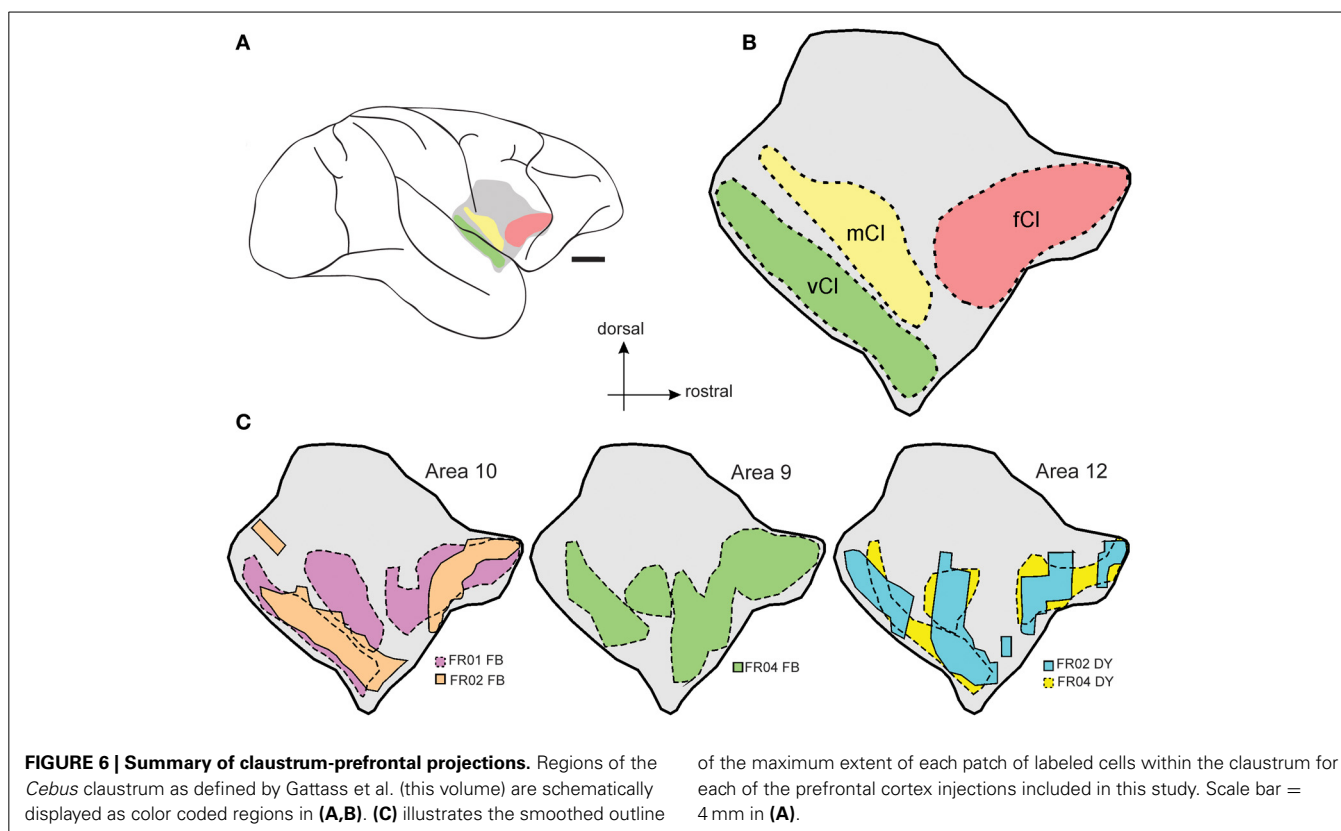 A
B
fCl
mCl
vCl
dorsal
rostral
C
Area 10
Area 9
Area 12
FR01 FB
FR02 FB
FR04 FB
FR02 DY
FR04 DY
FIGURE 6 | Summary of claustrum-prefrontal projections. Regions of the
Cebus claustrum as defined by Gattass et al. (this volume) are schematically
displayed as color coded regions in (A,B). (C) illustrates the smoothed outline
of the maximum extent of each patch of labeled cells within the claustrum for
each of the prefrontal cortex injections included in this study. Scale bar =
4 mm in (A).